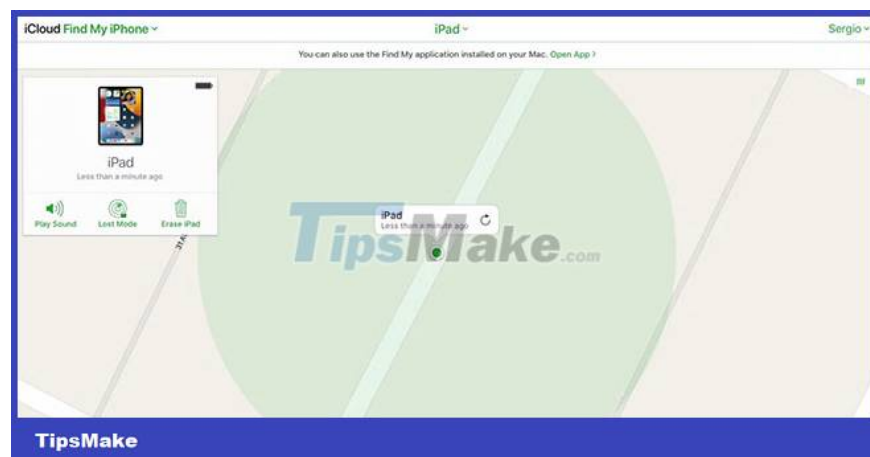 iCloud Find My iPhone
iPad
Sergio
You can also use the Find My application installed on your Mac. Open App >
iPad
Less than a minute ago
Play Sound
Lost Mode
Erase iPad
iPad
Less than a minute ago
TipsMake.com
TipsMake